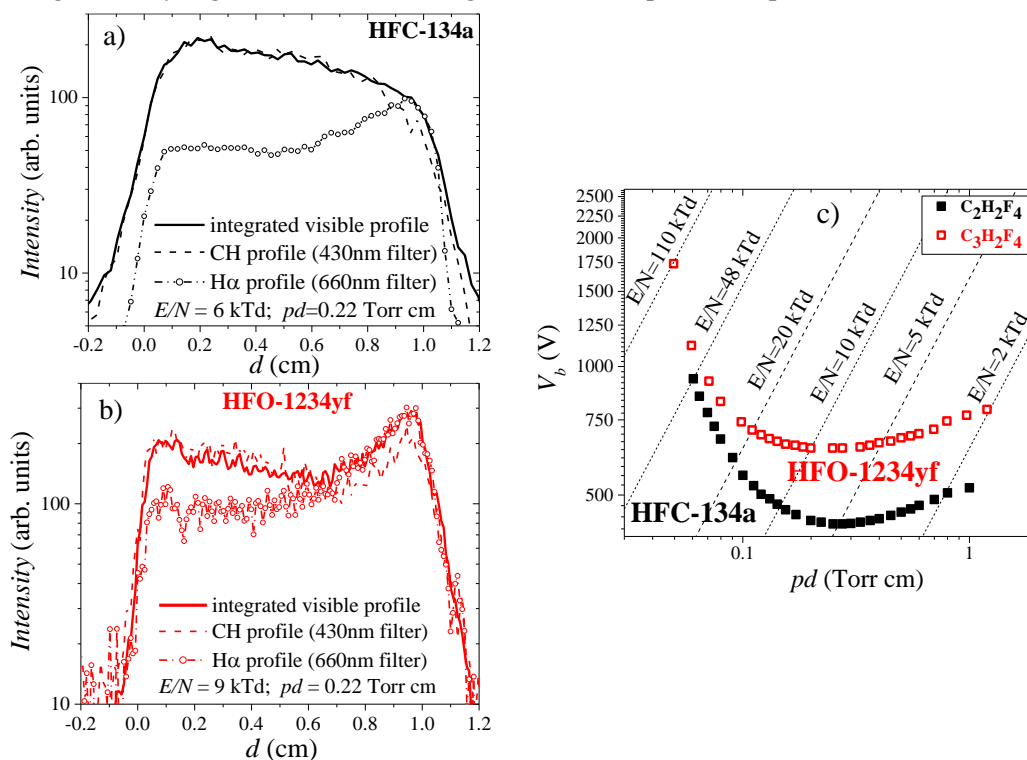 a)
HFC-134a
Intensity (arb. units)
100
10
integrated visible profile
CH profile (430nm filter)
Hα profile (660nm filter)
E/N = 6 kTd; pd=0.22 Torr cm
-0.2 0.0 0.2 0.4 0.6 0.8 1.0 1.2
d (cm)
b)
HFO-1234yf
Intensity (arb. units)
100
10
integrated visible profile
CH profile (430nm filter)
Hα profile (660nm filter)
E/N = 9 kTd; pd = 0.22 Torr cm
-0.2 0.0 0.2 0.4 0.6 0.8 1.0 1.2
d (cm)
c)
C₂H₂F₄
C₃H₂F₄
V_b (V)
2500
2000
1750
1500
1250
1000
750
500
E/N=110 kTd
E/N=48 kTd
E/N=20 kTd
E/N=10 kTd
E/N=5 kTd
E/N=2 kTd
HFO-1234yf
HFC-134a
0.1 1
pd (Torr cm)